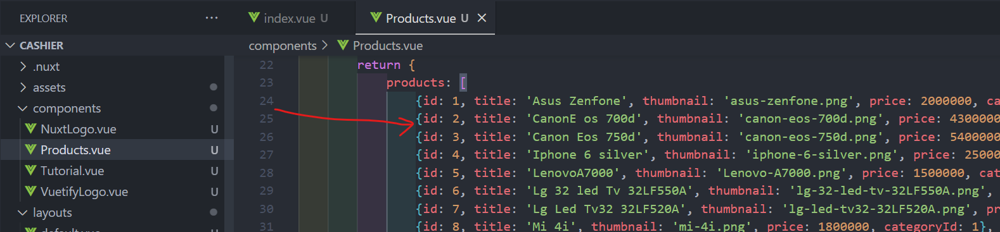 EXPLORER ...
index.vue U
Products.vue U
CASHIER
components > Products.vue
.nuxt
assets
components
NuxtLogo.vue U
Products.vue U
Tutorial.vue U
VuetifyLogo.vue U
layouts
default.vue
22 return {
23 products: [
24 {id: 1, title: 'Asus Zenfone', thumbnail: 'asus-zenfone.png', price: 2000000, ca
25 {id: 2, title: 'CanonE os 700d', thumbnail: 'canon-eos-700d.png', price: 4300000
26 {id: 3, title: 'Canon Eos 750d', thumbnail: 'canon-eos-750d.png', price: 5400000
27 {id: 4, title: 'Iphone 6 silver', thumbnail: 'iphone-6-silver.png', price: 25000
28 {id: 5, title: 'LenovoA7000', thumbnail: 'Lenovo-A7000.png', price: 1500000, cat
29 {id: 6, title: 'Lg 32 led Tv 32LF550A', thumbnail: 'lg-32-led-tv-32LF550A.png',
30 {id: 7, title: 'Lg Led Tv32 32LF520A', thumbnail: 'lg-led-tv32-32LF520A.png', pr
31 {id: 8, title: 'Mi 4i', thumbnail: 'mi-4i.png', price: 1800000, categoryId: 1},